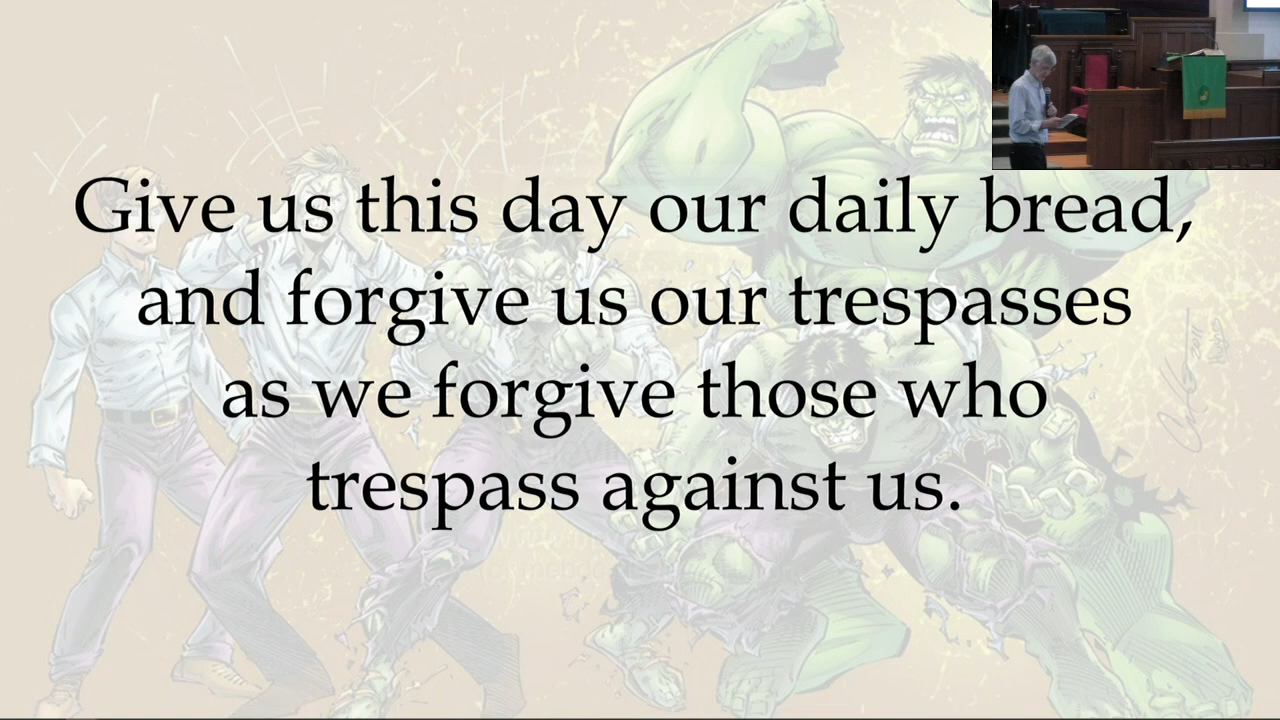 Give us this day our daily bread,
and forgive us our trespasses
as we forgive those who
trespass against us.